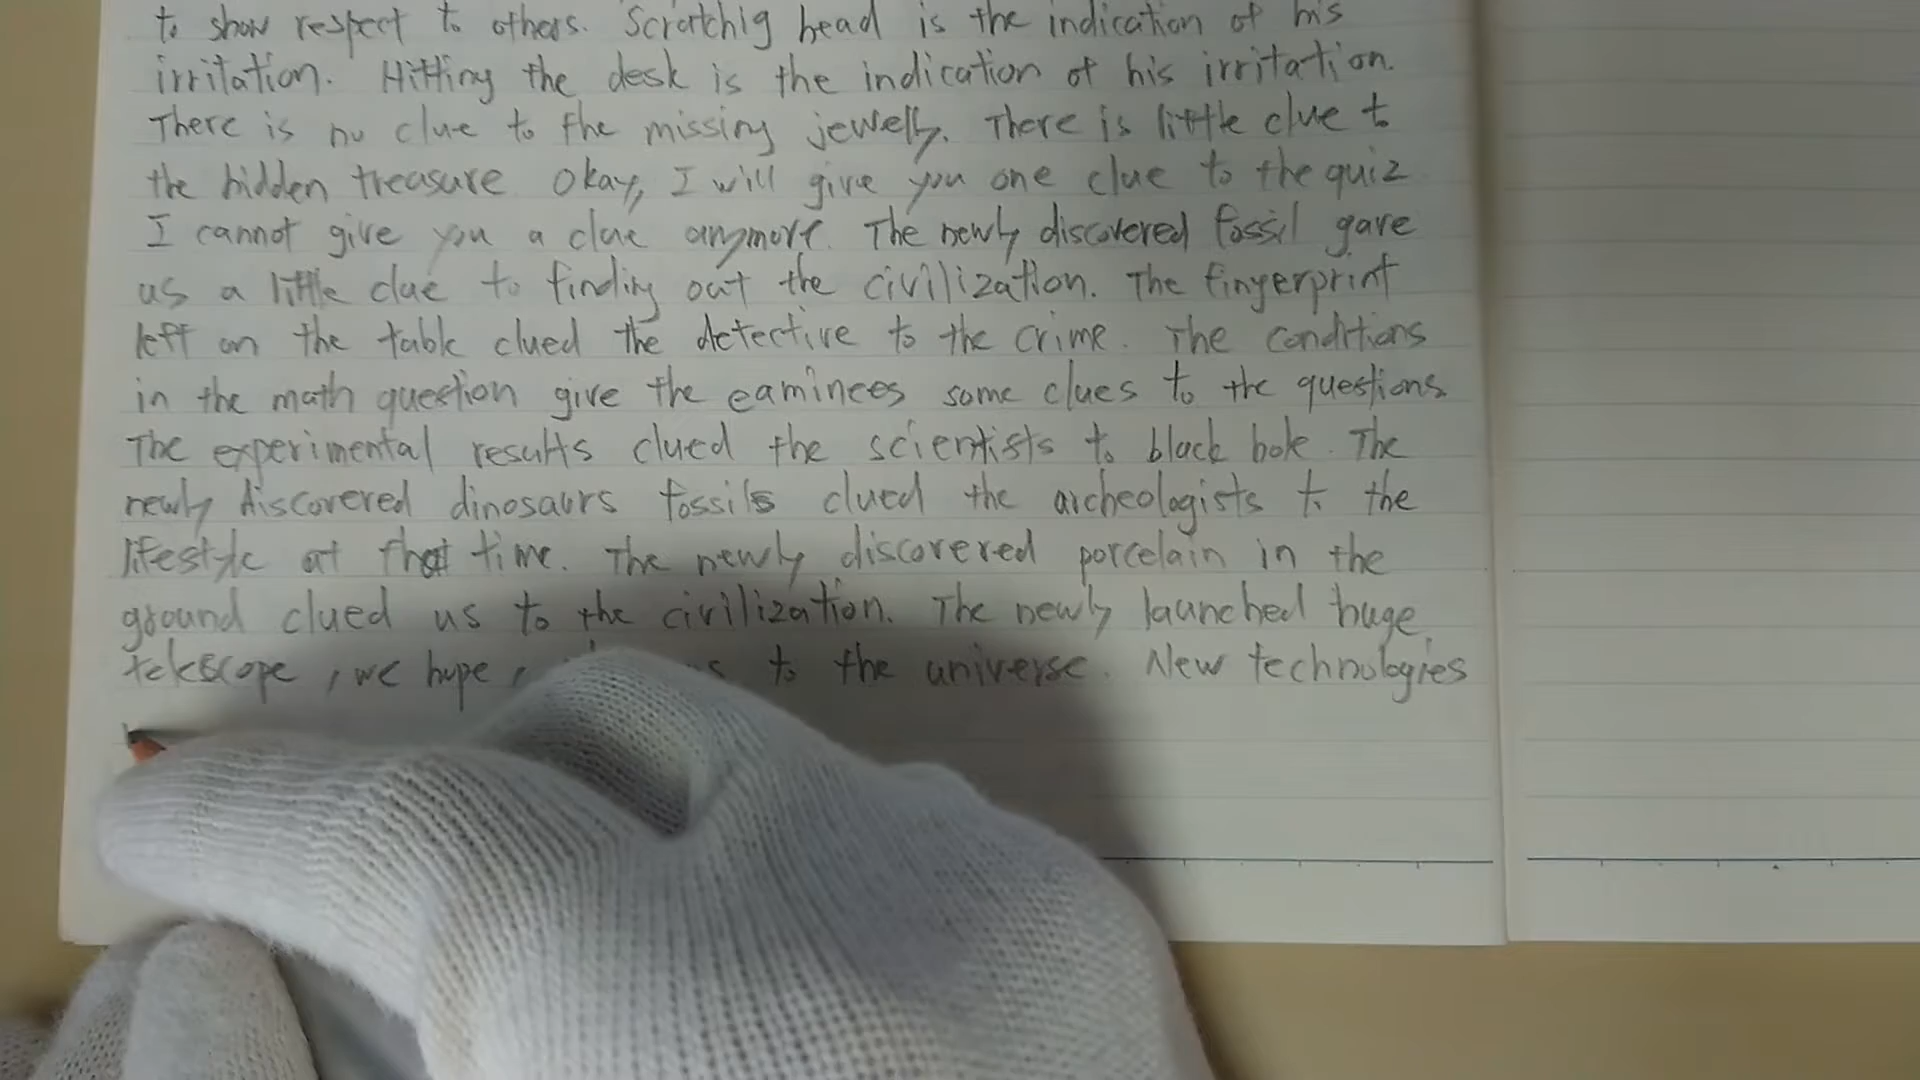 to show respect to others. Scratchig head is the indication of his
irritation. Hitting the desk is the indication of his irritation.
There is no clue to the missing jewelly. There is little clue to
the hidden treasure. Okay, I will give you one clue to the quiz
I cannot give you a clue anymore. The newly discovered fossil gave
us a little clue to finding out the civilization. The fingerprint
left on the table clued the detective to the crime. The conditions
in the math question give the eaminees some clues to the questions.
The experimental results clued the scientists to black hole. The
newly discovered dinosaurs fossils clued the archeologists to the
lifestyle at that time. The newly discovered porcelain in the
ground clued us to the civilization. The newly launched huge
telescope, we hope, to the universe. New technologies